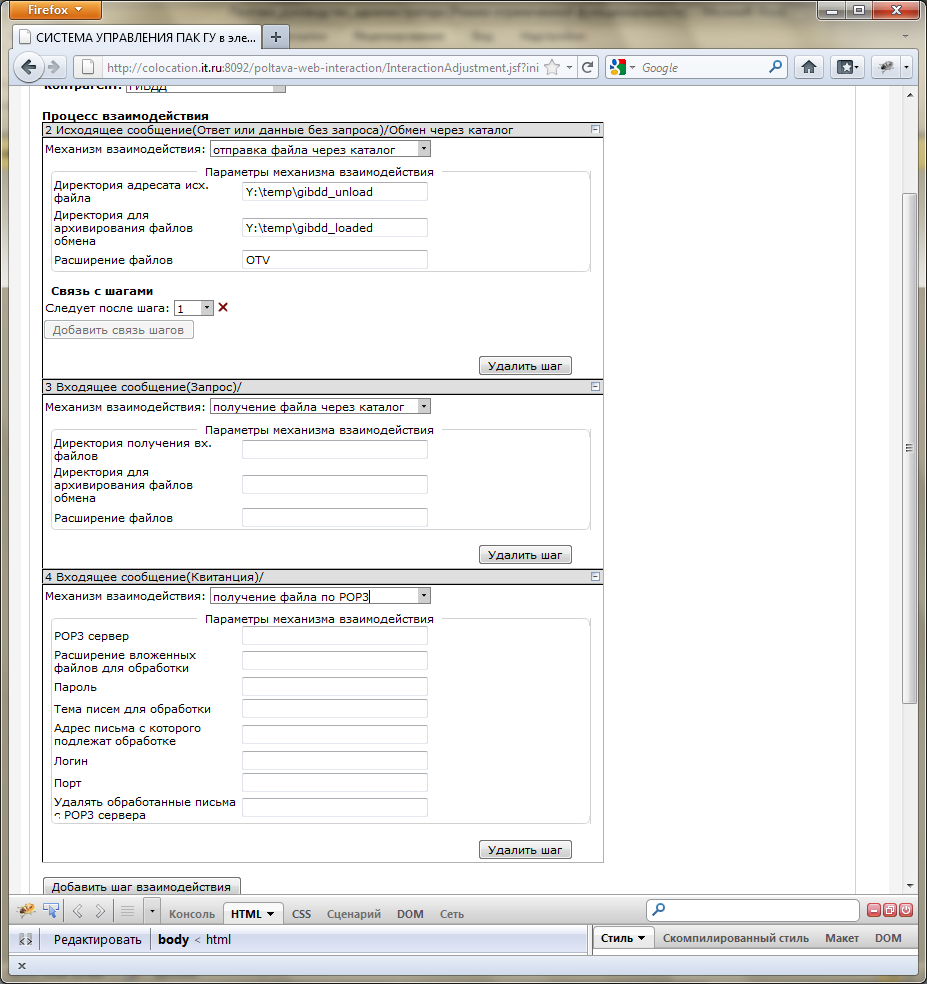 Firefox
СИСТЕМА УПРАВЛЕНИЯ ПАК ГУ в эле...
http://colocation.it.ru:8092/poltava-web-interaction/InteractionAdjustment.jsf?ini
Google
Контрагент: ГИБДД
Процесс взаимодействия
2 Исходящее сообщение(Ответ или данные без запроса)/Обмен через каталог
Механизм взаимодействия: отправка файла через каталог
Параметры механизма взаимодействия
Директория адресата исх.
файла
Y:\temp\gibdd_unload
Директория для
архивирования файлов
обмена
Y:\temp\gibdd_loaded
Расширение файлов OTV
Связь с шагами
Следует после шага: 1
Добавить связь шагов
Удалить шаг
3 Входящее сообщение(Запрос)/
Механизм взаимодействия: получение файла через каталог
Параметры механизма взаимодействия
Директория получения вх.
файлов
Директория для
архивирования файлов
обмена
Расширение файлов
Удалить шаг
4 Входящее сообщение(Квитанция)/
Механизм взаимодействия: получение файла по POP3
Параметры механизма взаимодействия
POP3 сервер
Расширение вложенных
файлов для обработки
Пароль
Тема писем для обработки
Адрес письма с которого
подлежат обработке
Логин
Порт
Удалять обработанные письма
с POP3 сервера
Удалить шаг
Добавить шаг взаимодействия
Консоль HTML CSS Сценарий DOM Сеть
Редактировать body < html
Стиль Скомпилированный стиль Макет DOM